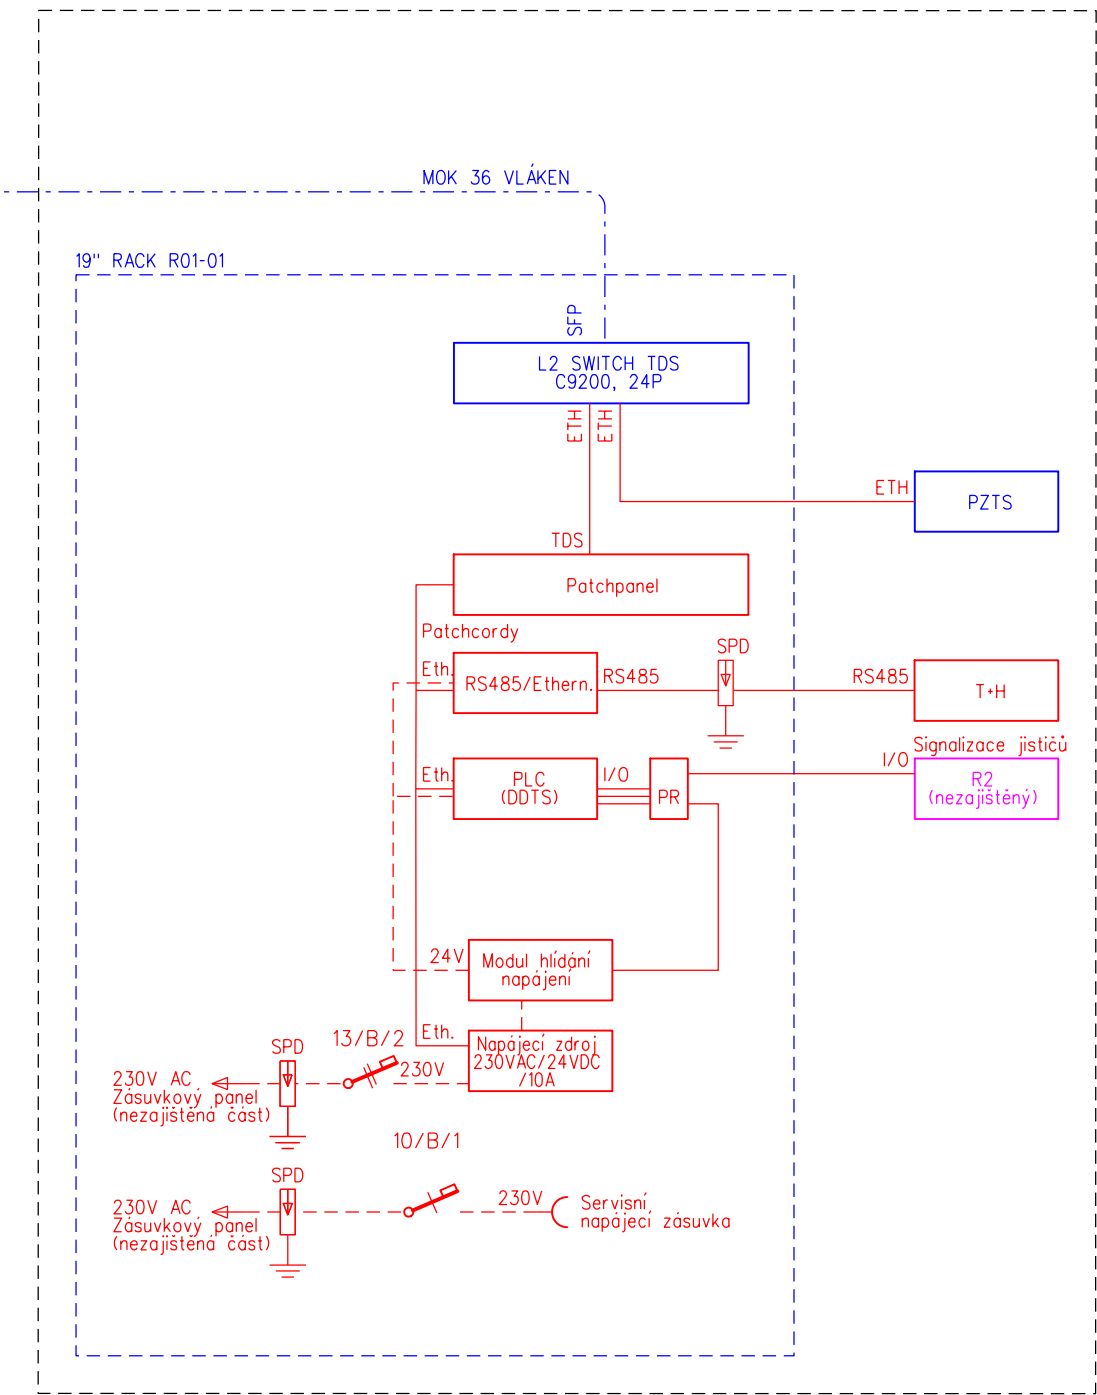 MOK 36 VLÁKEN
19" RACK R01-01
SFP
L2 SWITCH TDS
C9200, 24P
ETH
ETH
ETH
PZTS
TDS
Patchpanel
Patchcordy
SPD
Eth.
RS485/Ethern.
RS485
RS485
T+H
Signalizace jističů
Eth.
PLC
(DDTS)
I/O
PR
I/O
R2
(nezajištěný)
24V
Modul hlídání
napájení
Eth.
Napájecí zdroj
230VAC/24VDC
/10A
13/B/2
SPD
230V
230V AC
Zásuvkový panel
(nezajištěná část)
10/B/1
SPD
230V
Servisní
napájecí zásuvka
230V AC
Zásuvkový panel
(nezajištěná část)